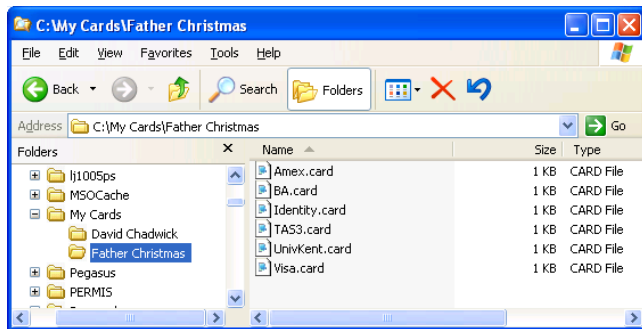 C:\My Cards\Father Christmas
File Edit View Favorites Tools Help
Back Search Folders
Address C:\My Cards\Father Christmas Go
Folders x Name Size Type
lj1005ps Amex.card 1 KB CARD File
MSOCache BA.card 1 KB CARD File
My Cards Identity.card 1 KB CARD File
David Chadwick TAS3.card 1 KB CARD File
Father Christmas UnivKent.card 1 KB CARD File
Pegasus Visa.card 1 KB CARD File
PERMIS